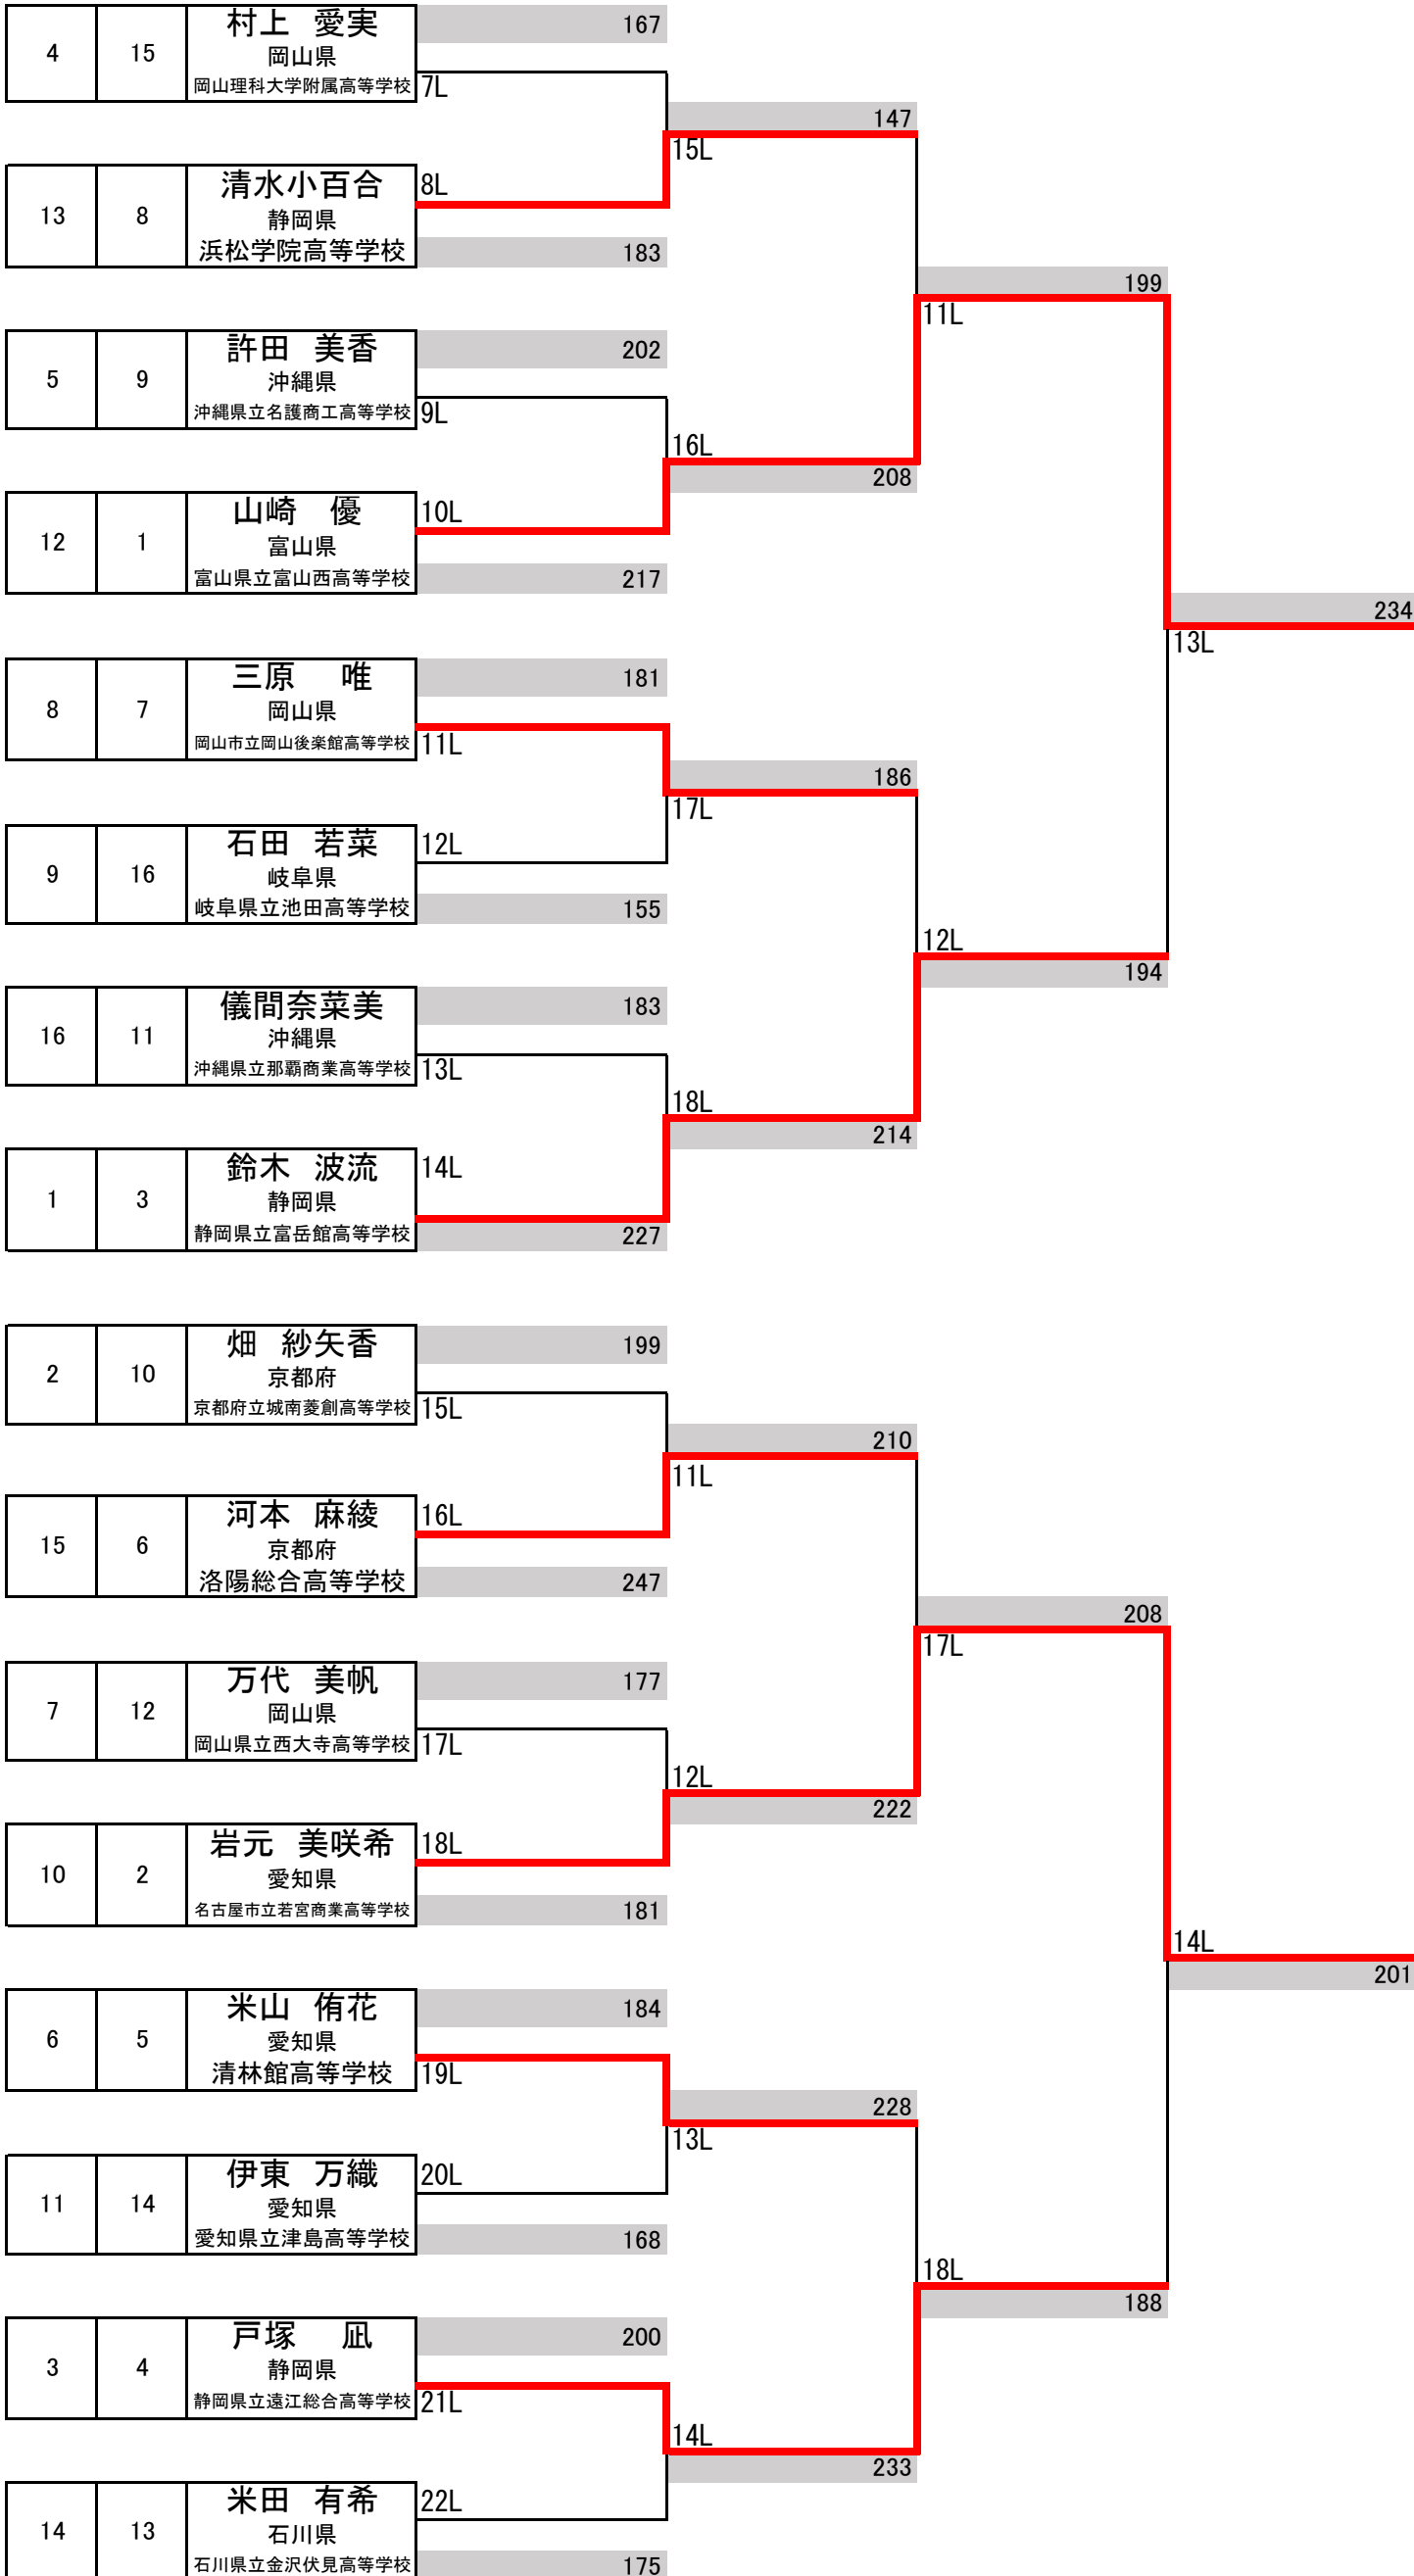 村上 愛実 167
4 15 岡山県
岡山理科大学附属高等学校 7L
147
15L
清水小百合 8L
13 8 静岡県
浜松学院高等学校 183
199
11L
許田 美香 202
5 9 沖縄県
沖縄県立名護商工高等学校 9L
16L
208
山崎 優 10L
12 1 富山県
富山県立富山西高等学校 217
234
13L
三原 唯 181
8 7 岡山県
岡山市立岡山後楽館高等学校 11L
186
17L
石田 若菜 12L
9 16 岐阜県
岐阜県立池田高等学校 155
12L
194
儀間奈菜美 183
16 11 沖縄県
沖縄県立那覇商業高等学校 13L
18L
214
鈴木 波流 14L
1 3 静岡県
静岡県立富岳館高等学校 227
畑 紗矢香 199
2 10 京都府
京都府立城南菱創高等学校 15L
210
11L
河本 麻綾 16L
15 6 京都府
洛陽総合高等学校 247
208
17L
万代 美帆 177
7 12 岡山県
岡山県立西大寺高等学校 17L
12L
222
岩元 美咲希 18L
10 2 愛知県
名古屋市立若宮商業高等学校 181
14L
201
米山 侑花 184
6 5 愛知県
清林館高等学校 19L
228
13L
伊東 万織 20L
11 14 愛知県
愛知県立津島高等学校 168
18L
188
戸塚 凪 200
3 4 静岡県
静岡県立遠江総合高等学校 21L
14L
233
米田 有希 22L
14 13 石川県
石川県立金沢伏見高等学校 175